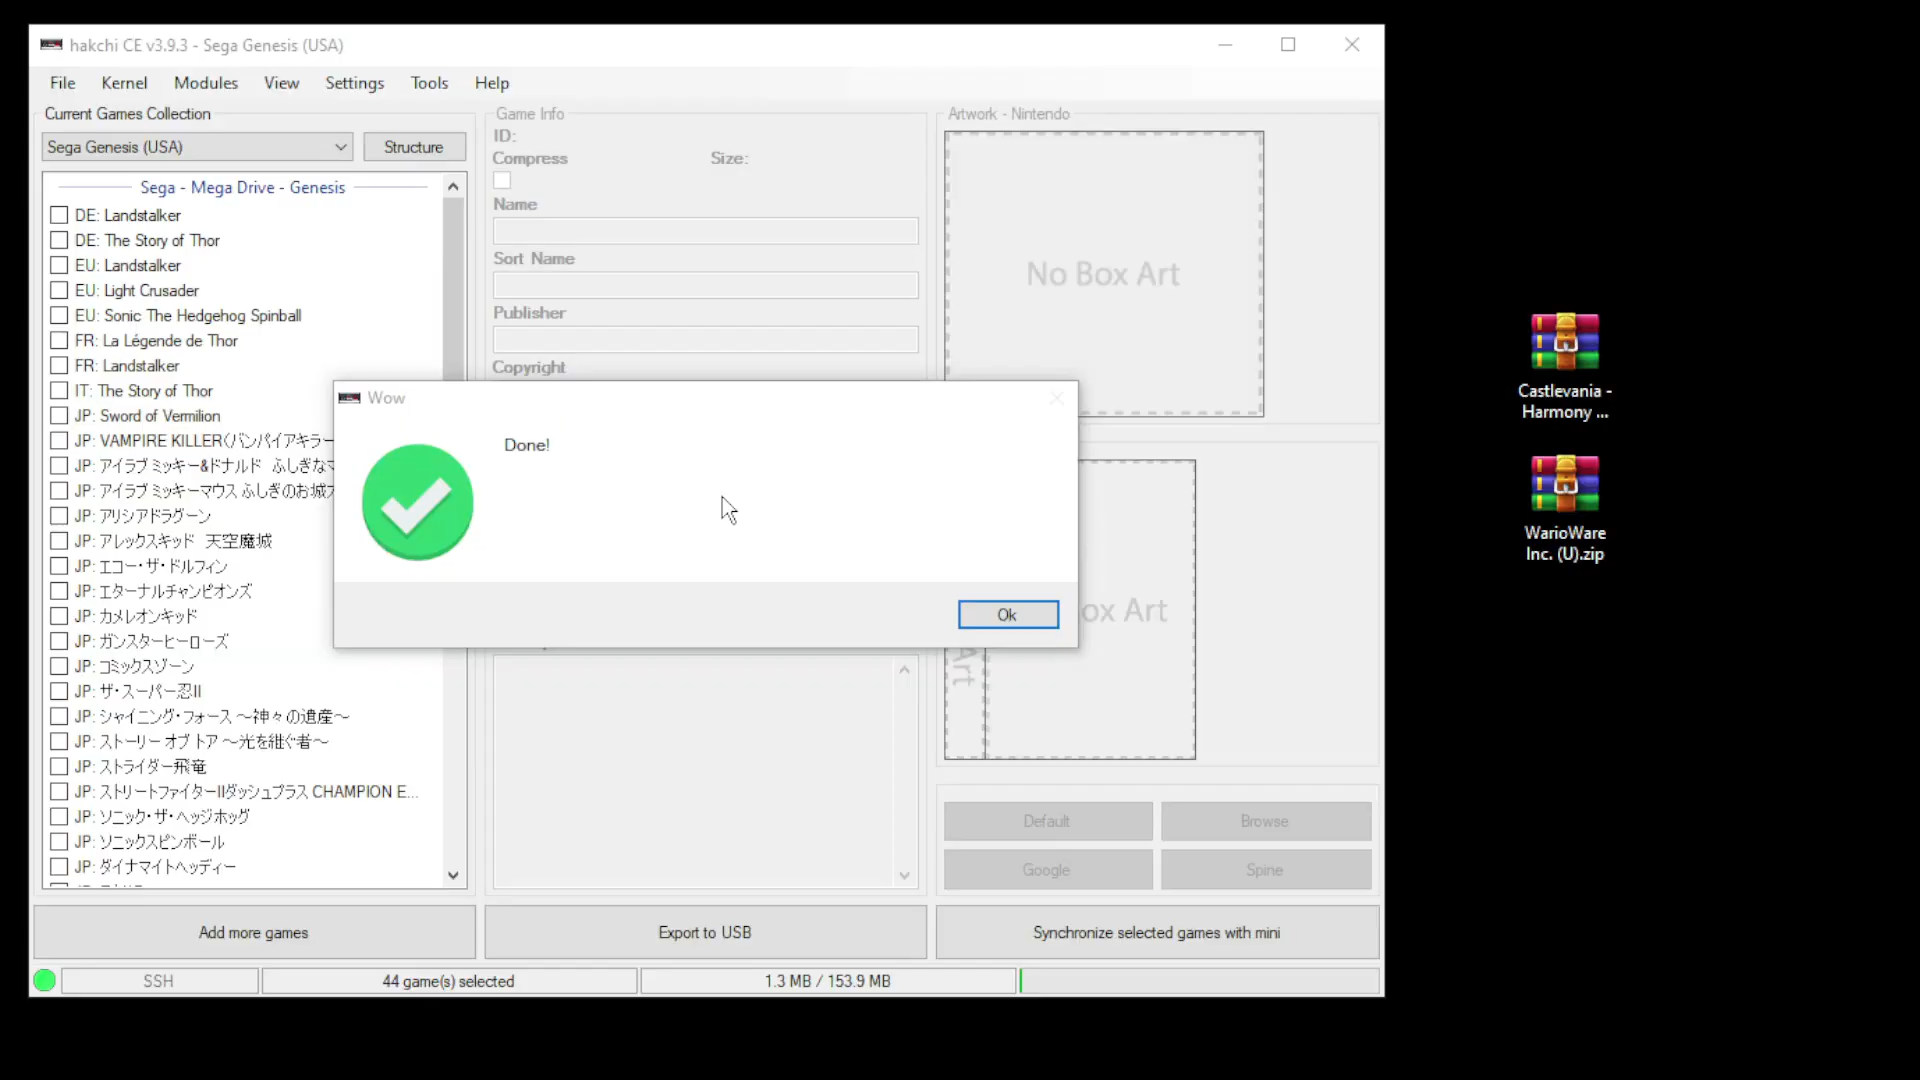 hakchi CE v3.9.3 - Sega Genesis (USA)
File Kernel Modules View Settings Tools Help
Current Games Collection
Sega Genesis (USA)
Structure
Sega - Mega Drive - Genesis
DE: Landstalker
DE: The Story of Thor
EU: Landstalker
EU: Light Crusader
EU: Sonic The Hedgehog Spinball
FR: La Légende de Thor
FR: Landstalker
IT: The Story of Thor
JP: Sword of Vermilion
JP: VAMPIRE KILLER(バンパイアキラー
JP: アイラブミッキー&ドナルド ふしぎなマ
JP: アイラブミッキーマウス ふしぎのお城大
JP: アリシアドラグーン
JP: アレックスキッド 天空魔城
JP: エコー・ザ・ドルフィン
JP: エターナルチャンピオンズ
JP: カメレオンキッド
JP: ガンスターヒーローズ
JP: コミックスゾーン
JP: ザ・スーパー忍II
JP: シャイニング・フォース ～神々の遺産～
JP: ストーリー オブ トア ～光を継ぐ者～
JP: ストライダー飛竜
JP: ストリートファイターIIダッシュプラス CHAMPION E...
JP: ソニック・ザ・ヘッジホッグ
JP: ソニックスピンボール
JP: ダイナマイトヘッディー
Add more games
Game Info
ID:
Compress Size:
Name
Sort Name
Publisher
Copyright
Wow
Done!
Ok
Export to USB
Artwork - Nintendo
No Box Art
ox Art
Art
Default Browse
Google Spine
Synchronize selected games with mini
SSH
44 game(s) selected
1.3 MB / 153.9 MB
Castlevania -
Harmony ...
WarioWare
Inc. (U).zip